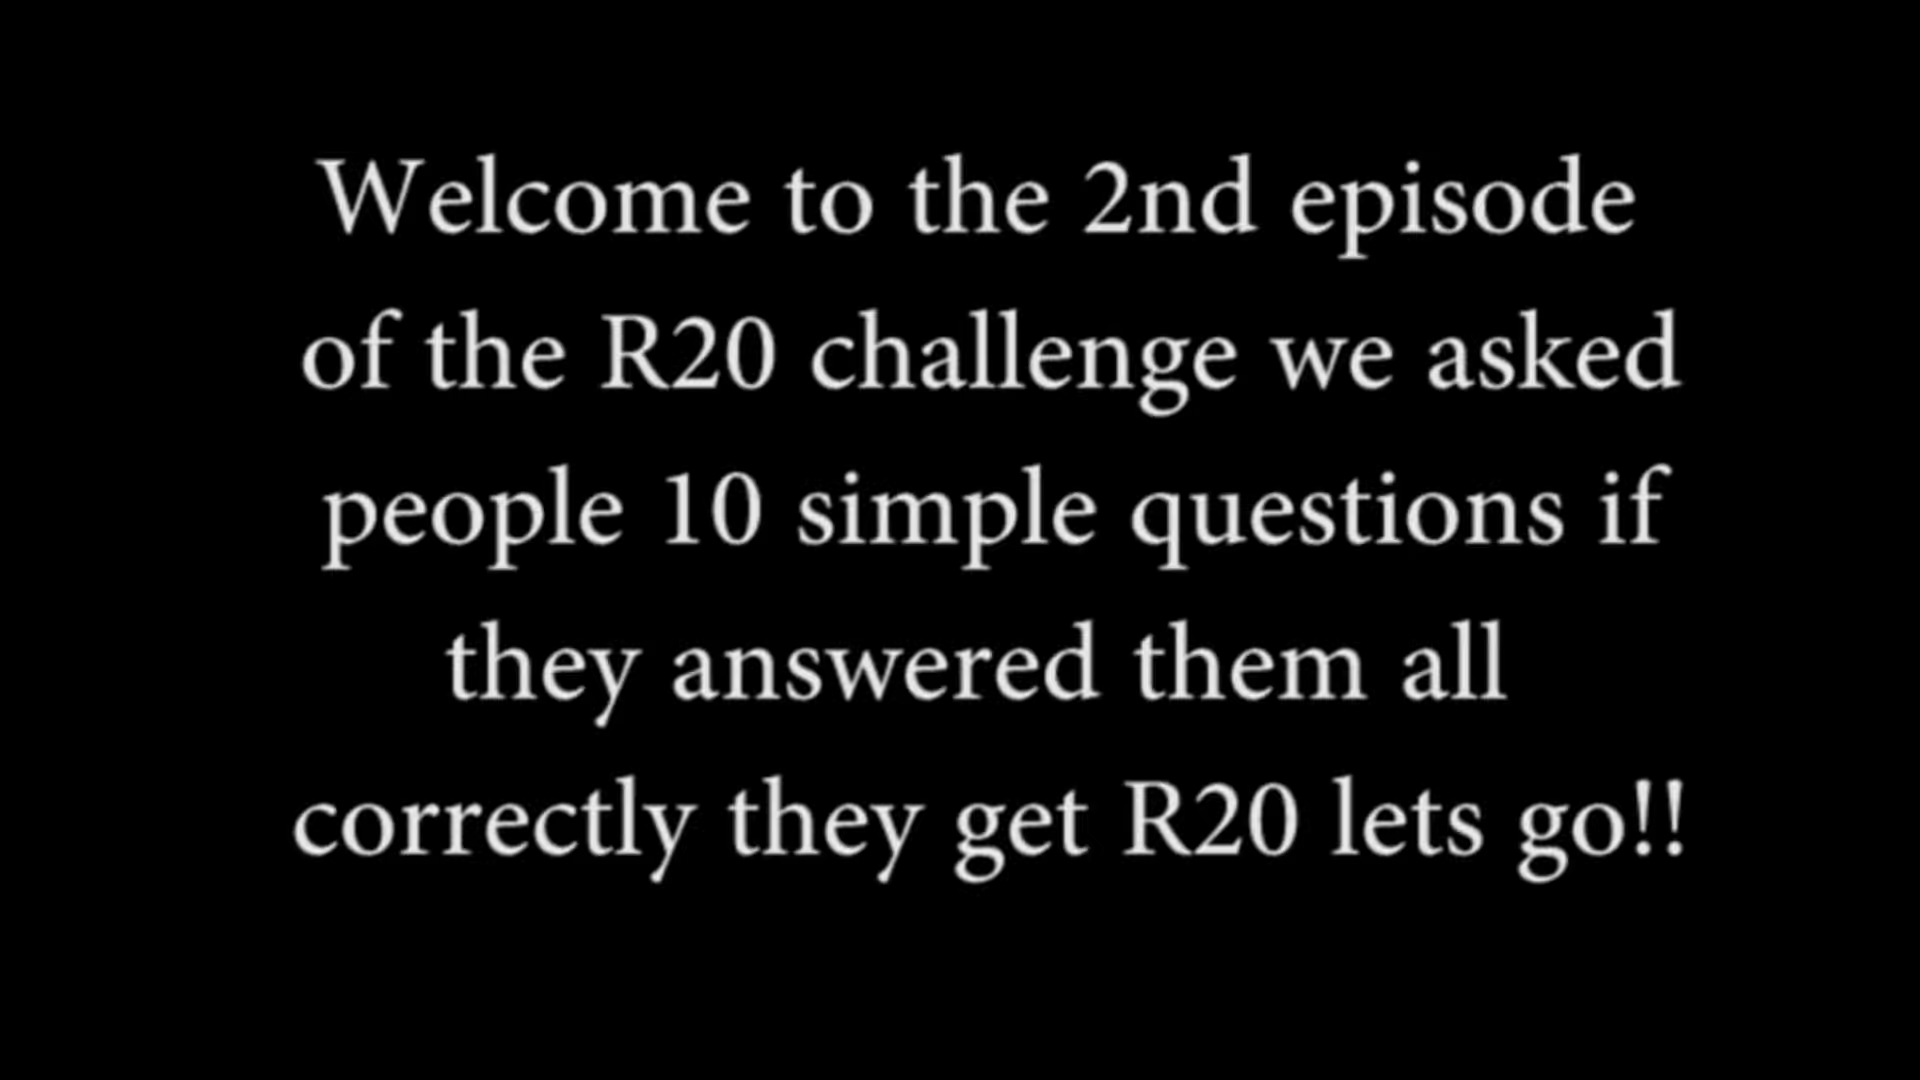 Welcome to the 2nd episode
of the R20 challenge we asked
people 10 simple questions if
they answered them all
correctly they get R20 lets go!!